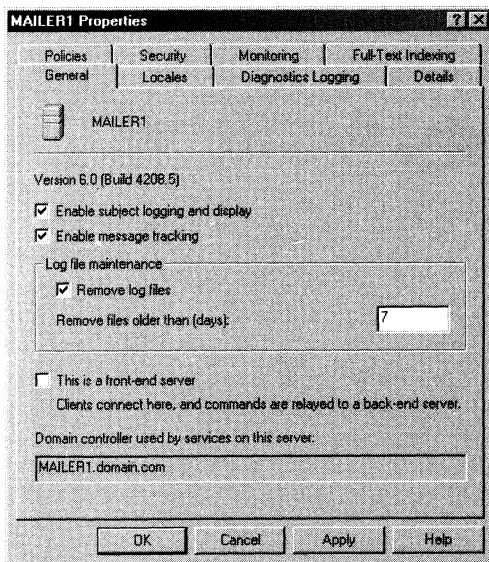 MAILER1 Properties
? X
Policies Security Monitoring Full-Text Indexing
General Locales Diagnostics Logging Details
MAILER1
Version 6.0 (Build 4208.5)
Enable subject logging and display
Enable message tracking
Log file maintenance
Remove log files
Remove files older than (days): 7
This is a front-end server
Clients connect here, and commands are relayed to a back-end server.
Domain controller used by services on this server:
MAILER1.domain.com
OK Cancel Apply Help